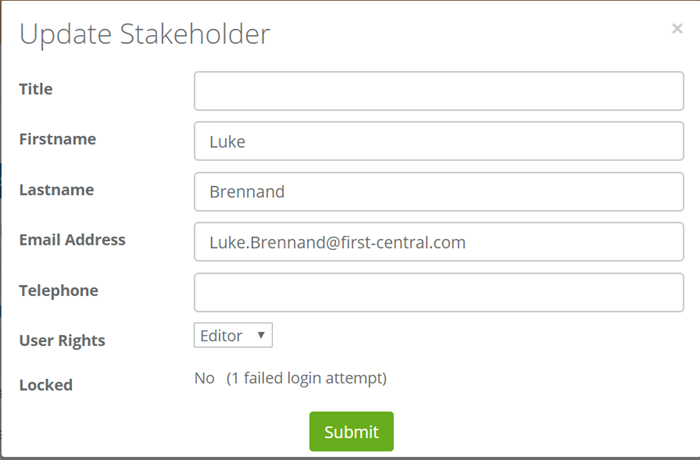 Update Stakeholder ×
Title
Firstname Luke
Lastname Brennand
Email Address Luke.Brennand@first-central.com
Telephone
User Rights Editor ▼
Locked No (1 failed login attempt)
Submit